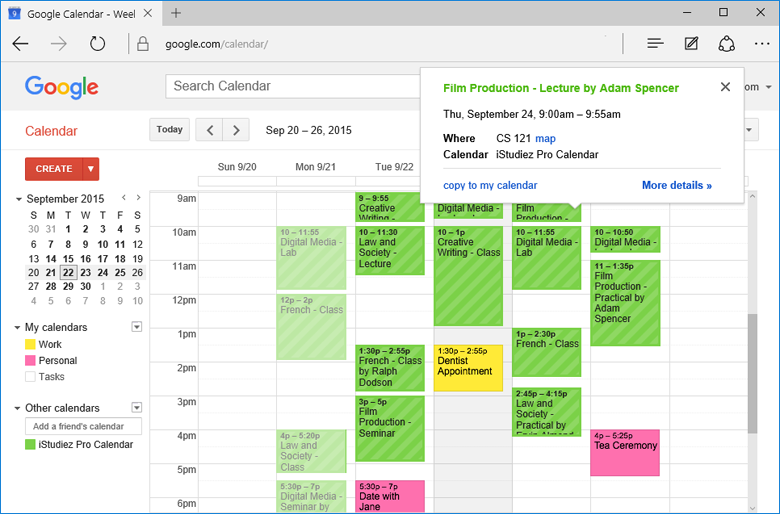 Google Calendar - Weel
google.com/calendar/
Google
Search Calendar
om
Film Production - Lecture by Adam Spencer
Thu, September 24, 9:00am – 9:55am
Where CS 121 map
Calendar iStudiez Pro Calendar
copy to my calendar More details »
Calendar
Today
Sep 20 – 26, 2015
CREATE
September 2015
S M T W T F S
30 31 1 2 3 4 5
6 7 8 9 10 11 12
13 14 15 16 17 18 19
20 21 22 23 24 25 26
27 28 29 30 1 2 3
4 5 6 7 8 9 10
My calendars
Work
Personal
Tasks
Other calendars
Add a friend's calendar
iStudiez Pro Calendar
Sun 9/20 Mon 9/21 Tue 9/22
9am
10am
11am
12pm
1pm
2pm
3pm
4pm
5pm
6pm
10 – 11:55
Digital Media -
Lab
12p – 2p
French - Class
4p – 5:20p
Law and
Society -
Class
5:30p – 7p
Digital Media -
Seminar by
9 – 9:55
Creative
Writing -
10 – 11:30
Law and
Society -
Lecture
1:30p – 2:55p
French - Class
by Ralph
Dodson
3p – 5p
Film
Production -
Seminar
5:30p – 7p
Date with
Jane
Digital Media -
10 – 1p
Creative
Writing - Class
1:30p – 2:55p
Dentist
Appointment
Film
Production -
10 – 11:55
Digital Media -
Lab
1p – 2:30p
French - Class
2:45p – 4:15p
Law and
Society -
Practical by
10 – 10:50
Digital Media -
11 – 1:35p
Film
Production -
Practical by
Adam
Spencer
4p – 5:25p
Tea Ceremony